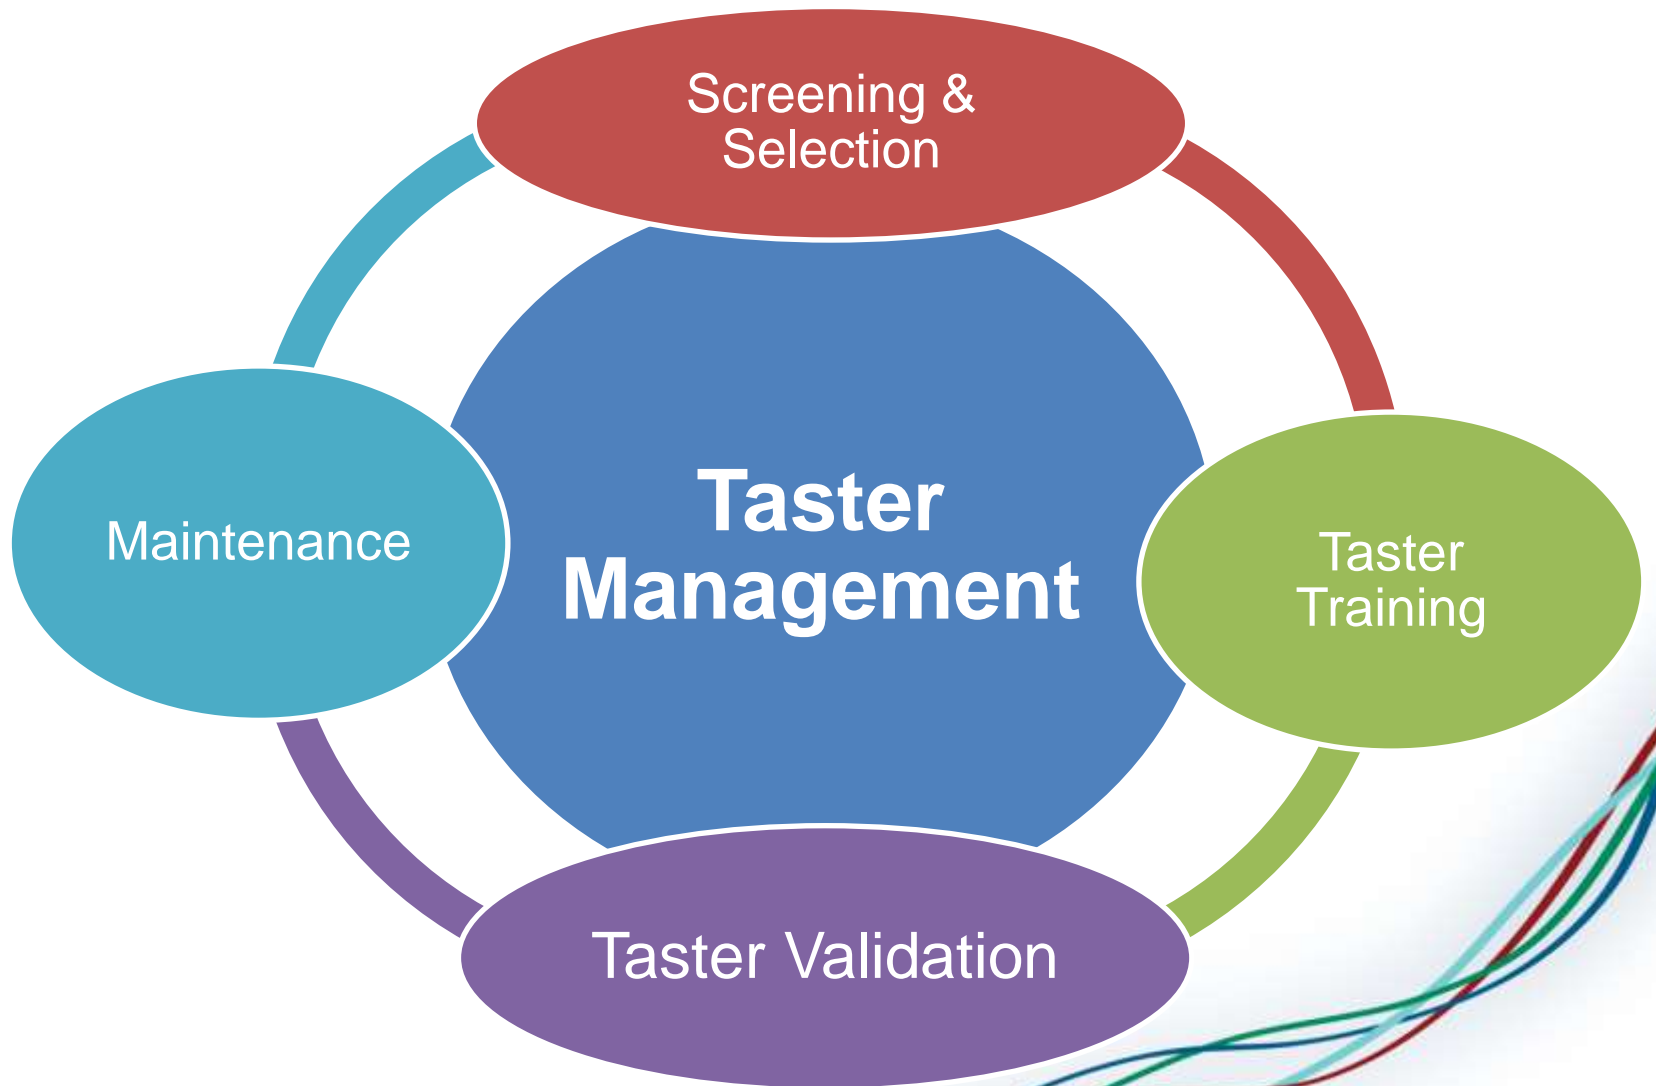 Screening &
Selection
Taster
Management
Maintenance
Taster
Training
Taster Validation